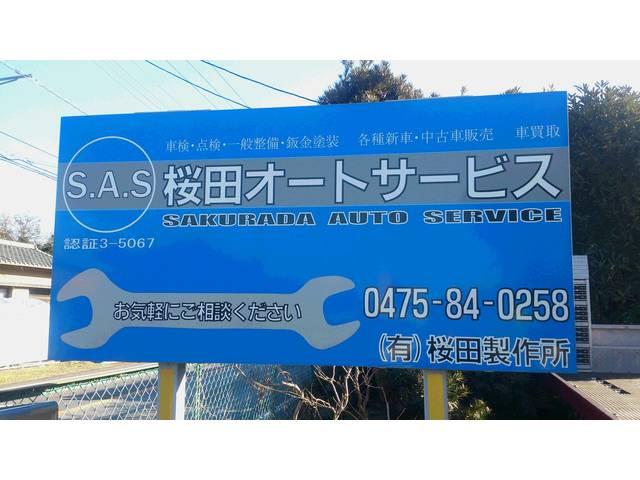 車検・点検・一般整備・鈑金塗装　各種新車・中古車販売　車買取
S.A.S 桜田オートサービス
SAKURADA AUTO SERVICE
認証3-5067
お気軽にご相談ください
0475-84-0258
(有)桜田製作所